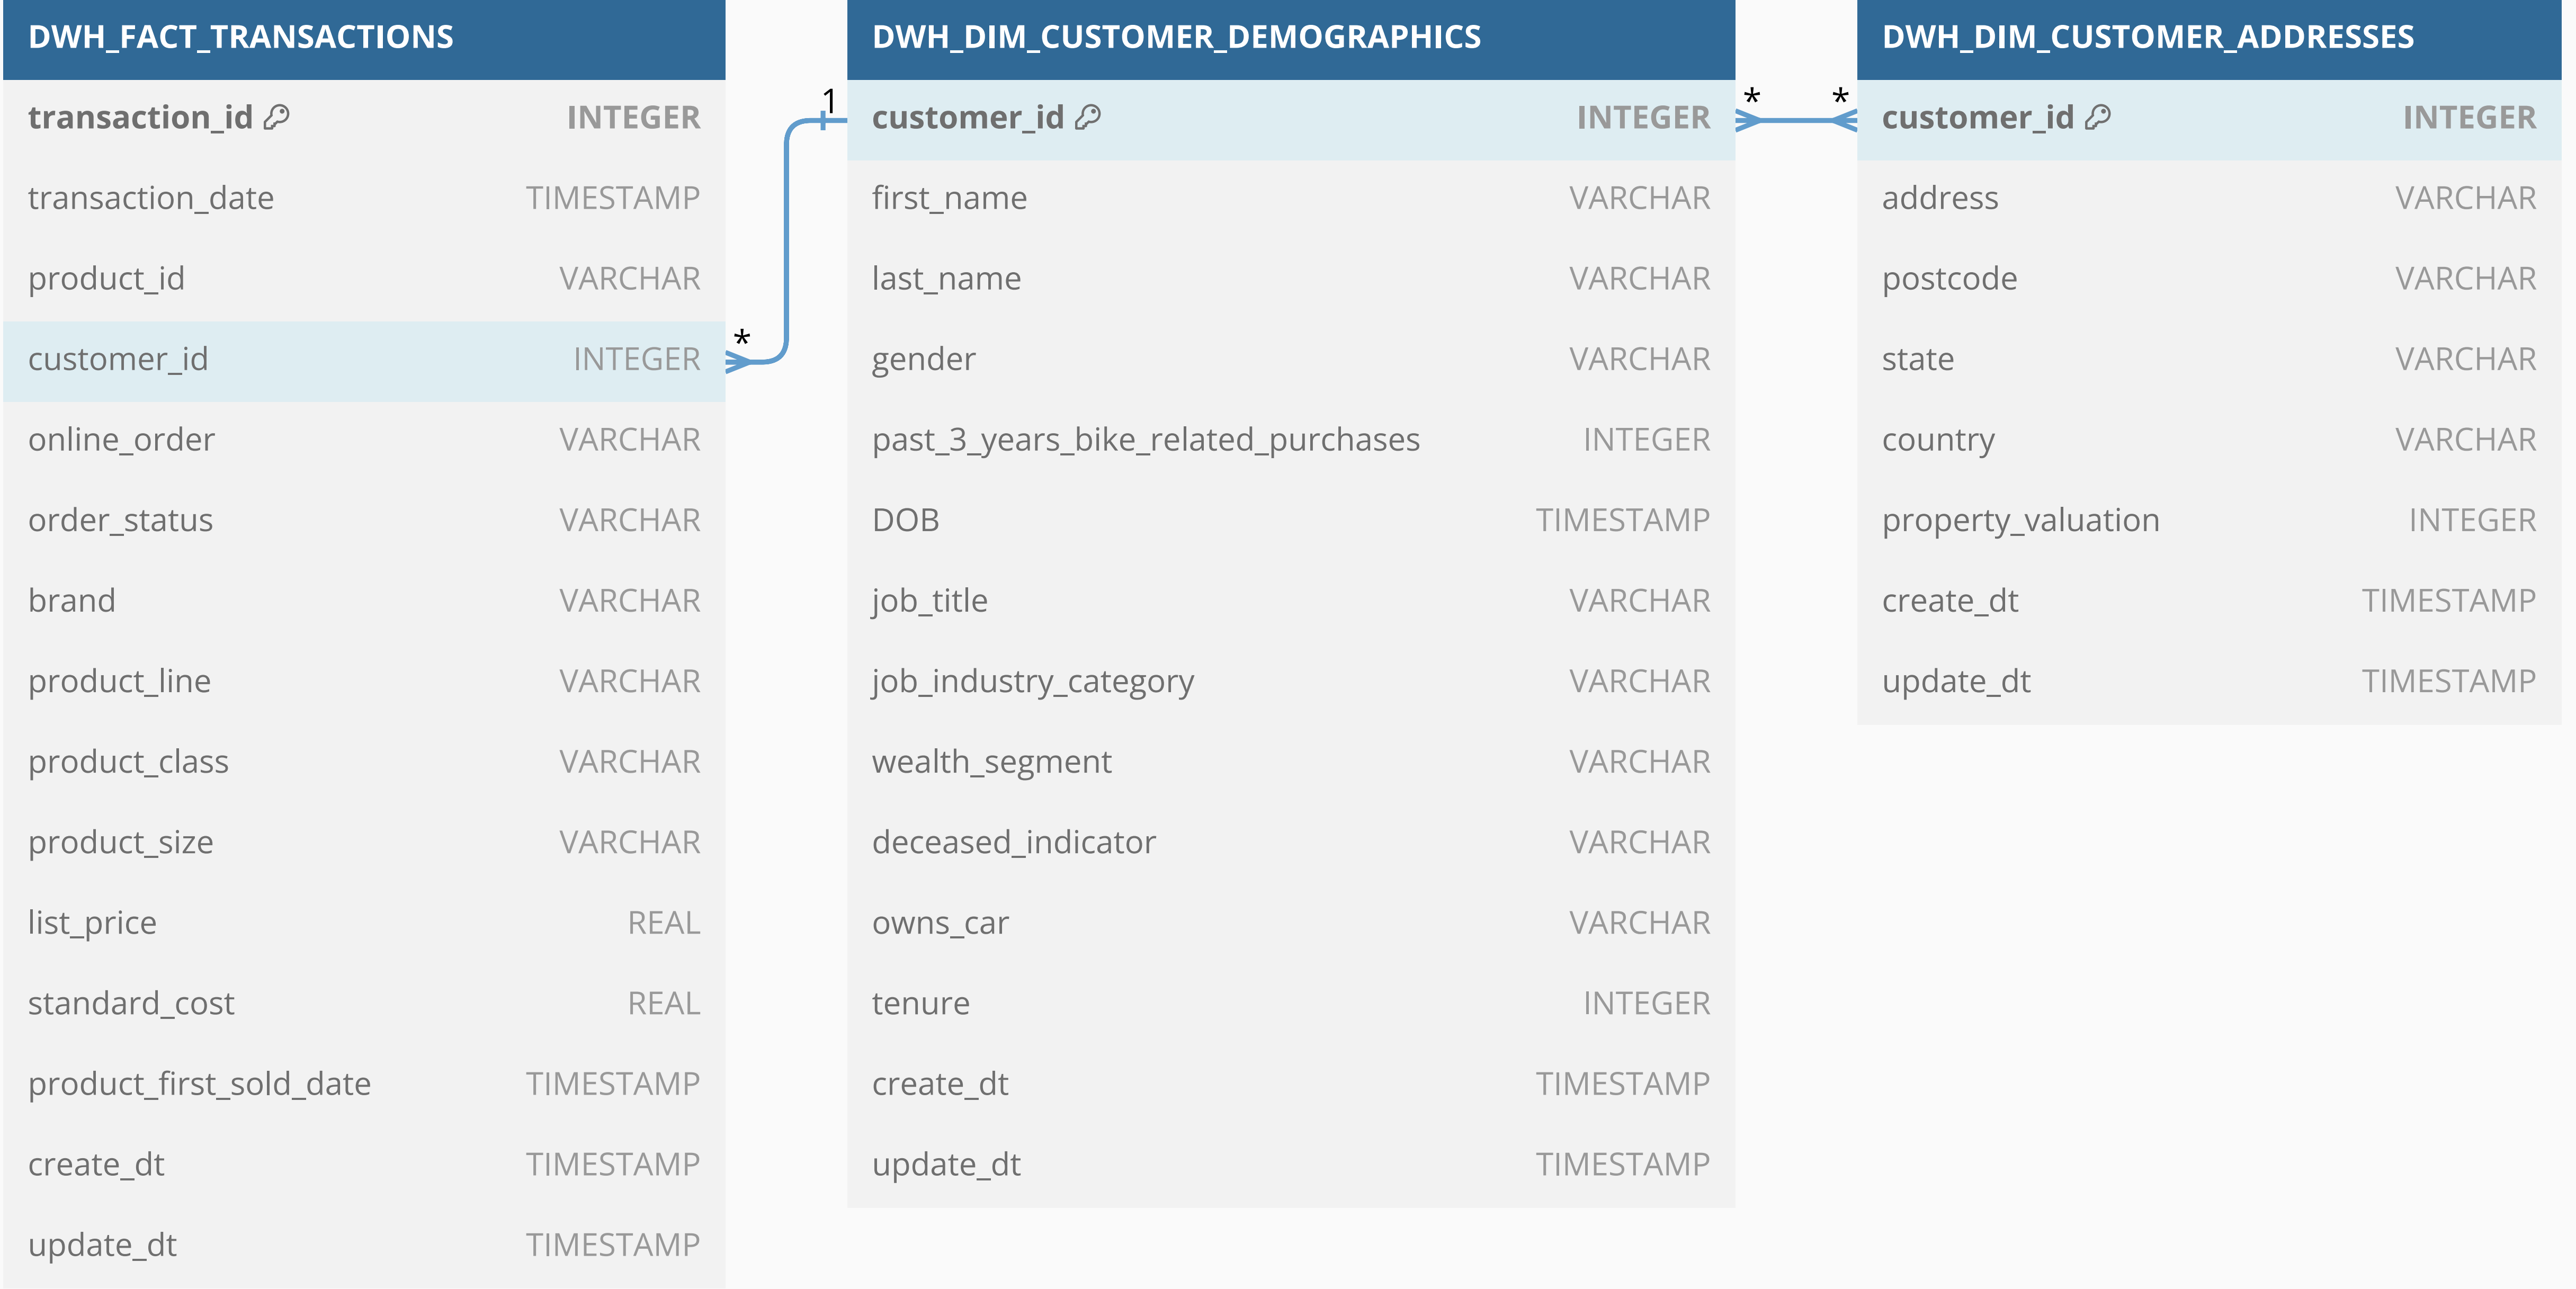 DWH_FACT_TRANSACTIONS
transaction_id INTEGER
transaction_date TIMESTAMP
product_id VARCHAR
customer_id INTEGER
online_order VARCHAR
order_status VARCHAR
brand VARCHAR
product_line VARCHAR
product_class VARCHAR
product_size VARCHAR
list_price REAL
standard_cost REAL
product_first_sold_date TIMESTAMP
create_dt TIMESTAMP
update_dt TIMESTAMP
*
1
DWH_DIM_CUSTOMER_DEMOGRAPHICS
customer_id INTEGER
first_name VARCHAR
last_name VARCHAR
gender VARCHAR
past_3_years_bike_related_purchases INTEGER
DOB TIMESTAMP
job_title VARCHAR
job_industry_category VARCHAR
wealth_segment VARCHAR
deceased_indicator VARCHAR
owns_car VARCHAR
tenure INTEGER
create_dt TIMESTAMP
update_dt TIMESTAMP
* *
DWH_DIM_CUSTOMER_ADDRESSES
customer_id INTEGER
address VARCHAR
postcode VARCHAR
state VARCHAR
country VARCHAR
property_valuation INTEGER
create_dt TIMESTAMP
update_dt TIMESTAMP